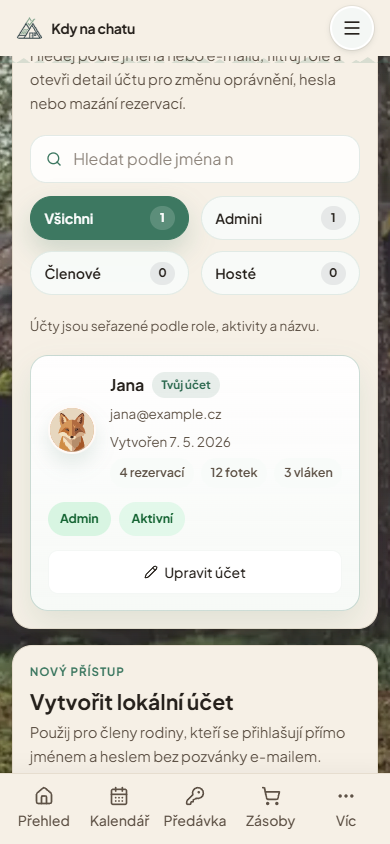 Kdy na chatu
Hledej podle jména nebo e-mailu, filtruj role a
otevři detail účtu pro změnu oprávnění, hesla
nebo mazání rezervací.
Hledat podle jména n
Všichni 1
Admini 1
Členové 0
Hosté 0
Účty jsou seřazené podle role, aktivity a názvu.
Jana Tvůj účet
jana@example.cz
Vytvořen 7. 5. 2026
4 rezervací 12 fotek 3 vláken
Admin Aktivní
Upravit účet
NOVÝ PŘÍSTUP
Vytvořit lokální účet
Použij pro členy rodiny, kteří se přihlašují přímo
jménem a heslem bez pozvánky e-mailem.
Přehled Kalendář Předávka Zásoby Víc